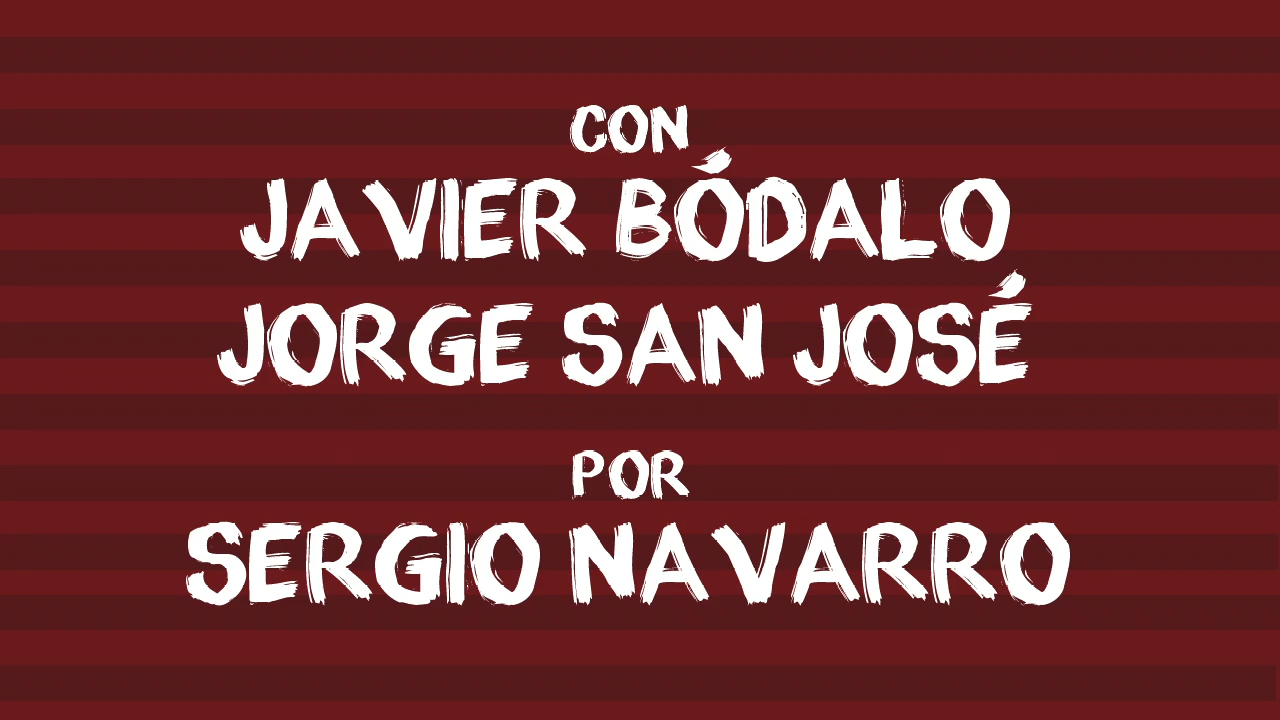 CON
JAVIER BÓDALO
JORGE SAN JOSÉ
POR
SERGIO NAVARRO